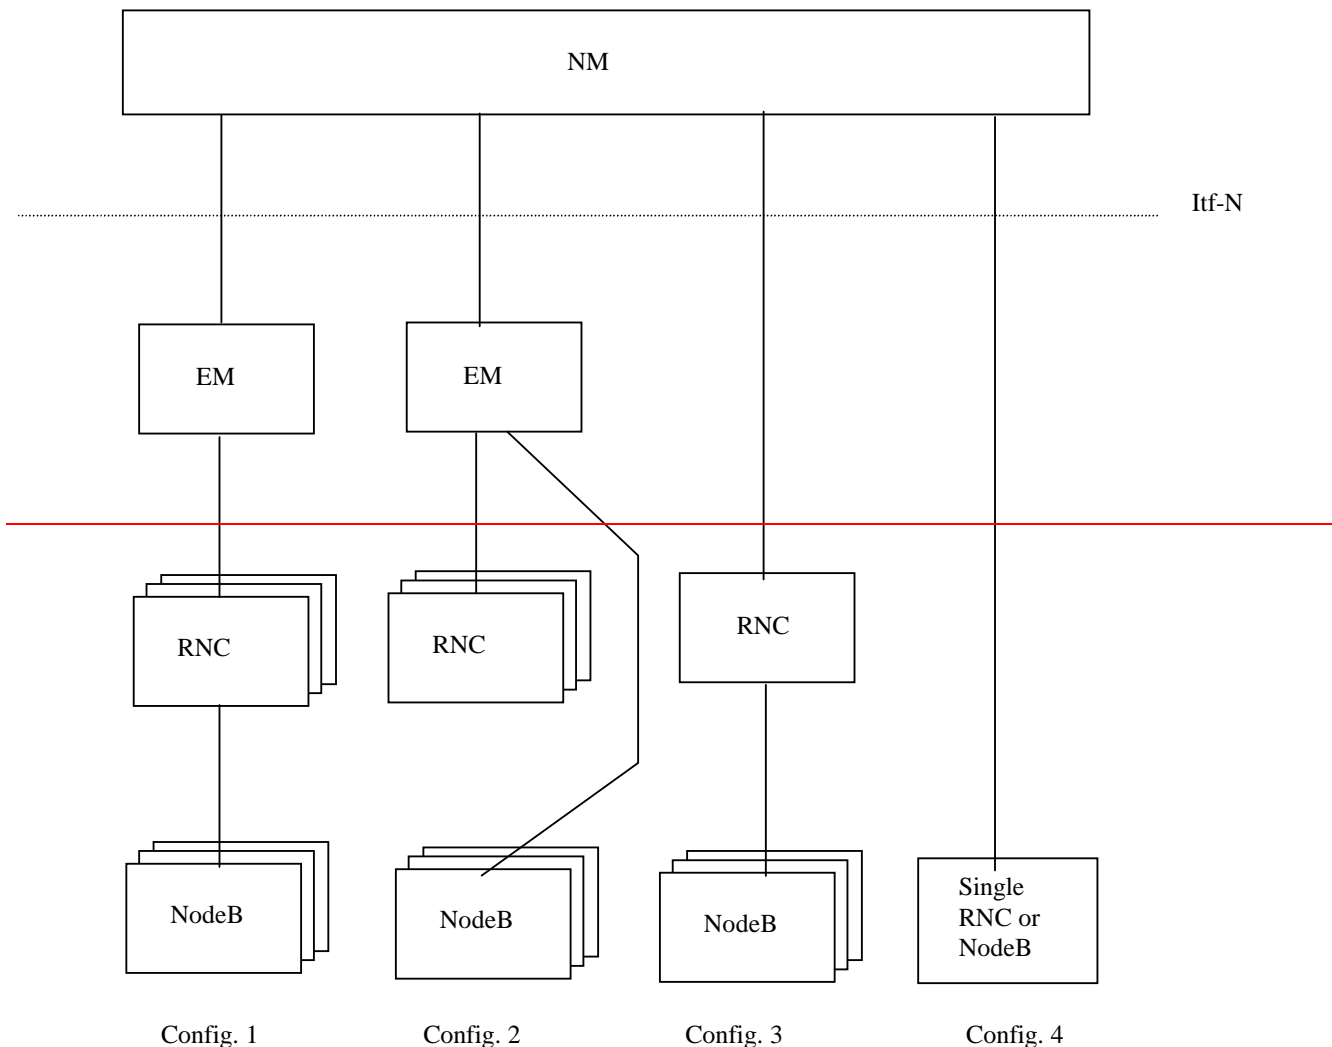 NM
Itf-N
EM
EM
RNC
RNC
RNC
NodeB
NodeB
NodeB
Single
RNC or
NodeB
Config. 1
Config. 2
Config. 3
Config. 4